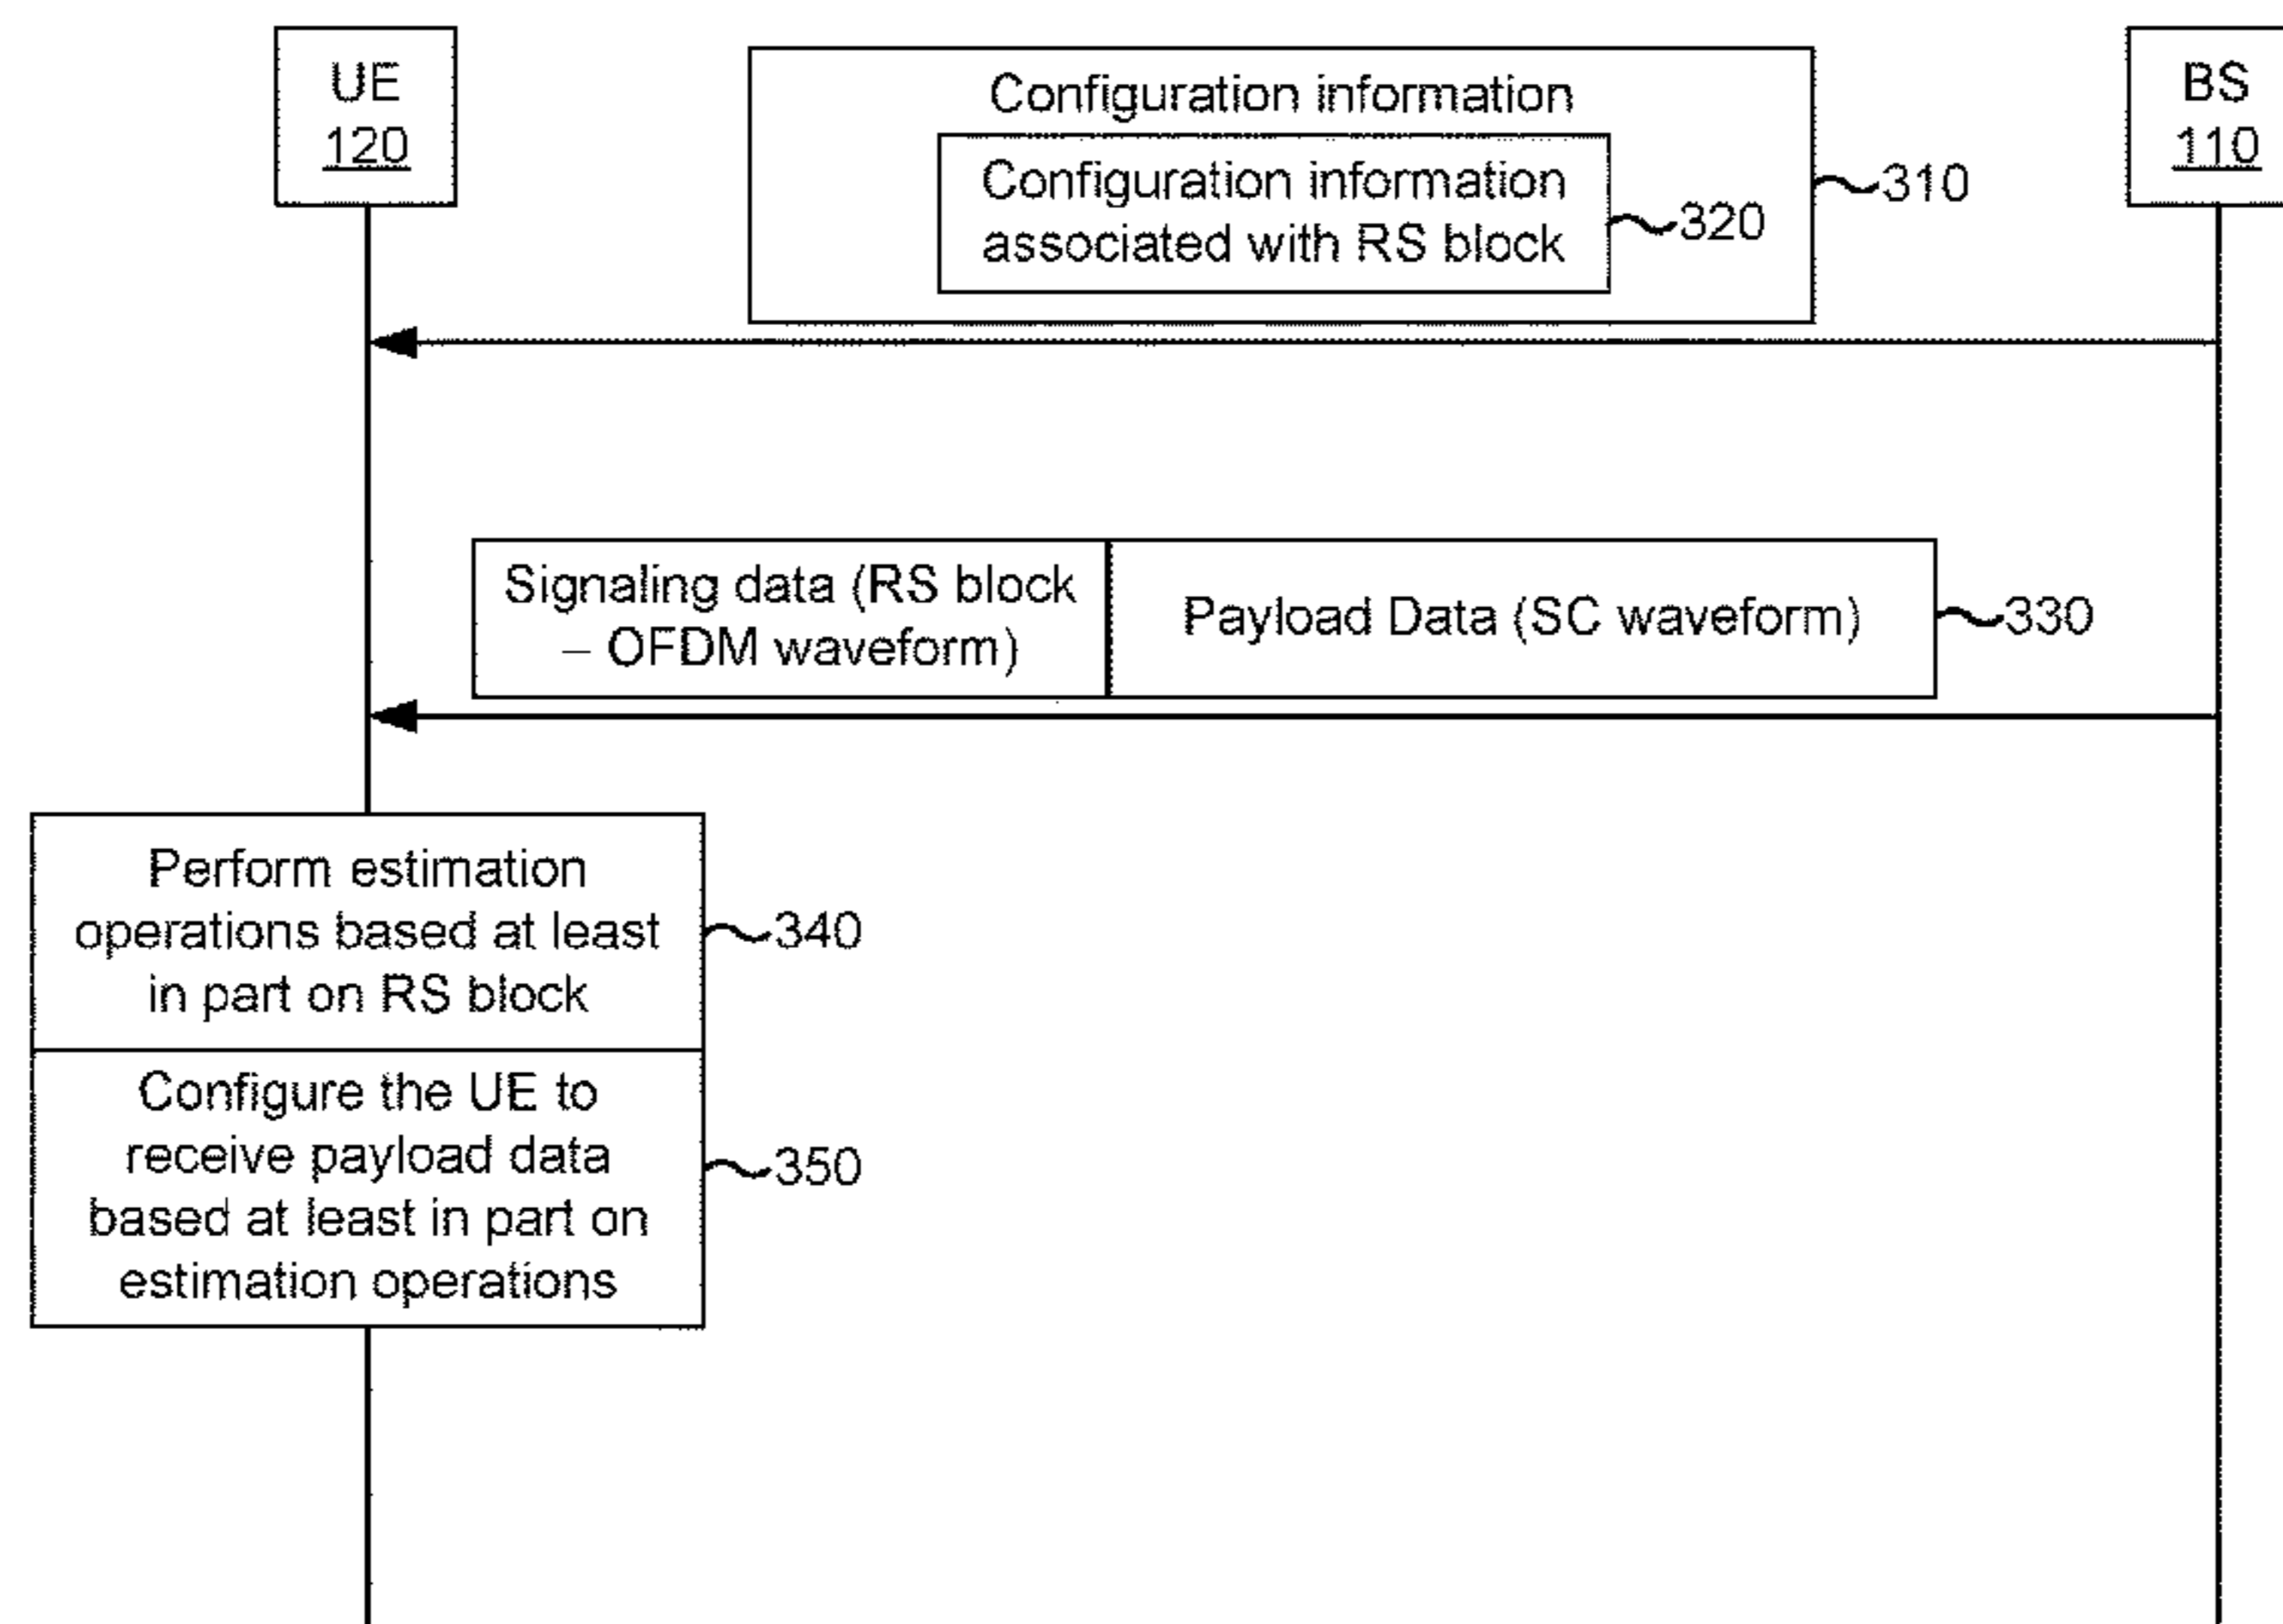 UE
120
Configuration information
Configuration information
associated with RS block
320
310
BS
110
Signaling data (RS block
– OFDM waveform)
Payload Data (SC waveform)
330
Perform estimation
operations based at least
in part on RS block
340
Configure the UE to
receive payload data
based at least in part on
estimation operations
350